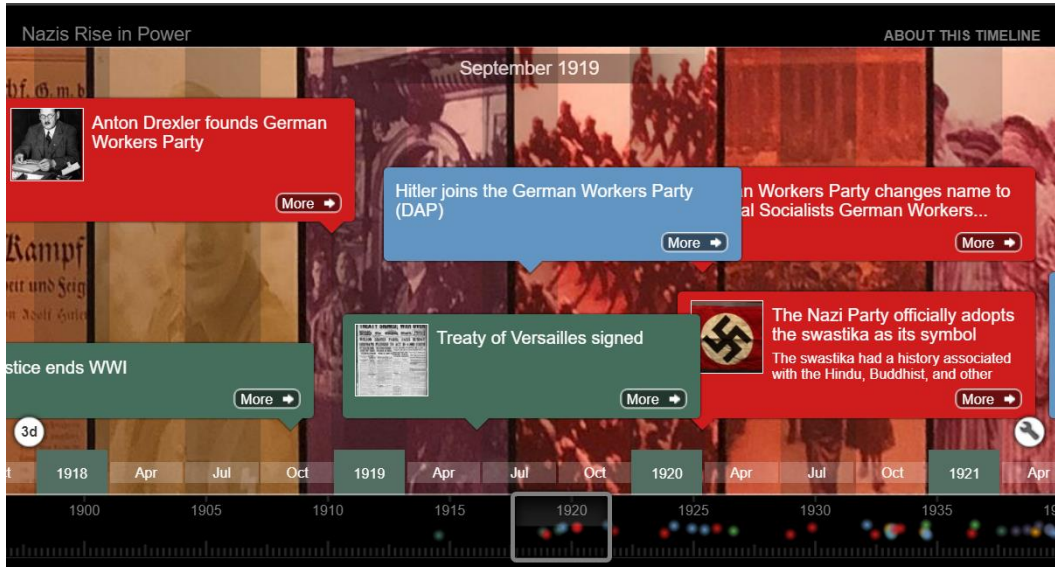 Nazis Rise in Power
ABOUT THIS TIMELINE
September 1919
hf. G. m. b
Anton Drexler founds German
Workers Party
More
Hitler joins the German Workers Party
(DAP)
More
n Workers Party changes name to
al Socialists German Workers...
More
Kampf
The Nazi Party officially adopts
the swastika as its symbol
The swastika had a history associated
with the Hindu, Buddhist, and other
More
Treaty of Versailles signed
More
stice ends WWI
More
3d
1918 Apr Jul Oct 1919 Apr Jul Oct 1920 Apr Jul Oct 1921 Apr
1900 1905 1910 1915 1920 1925 1930 1935